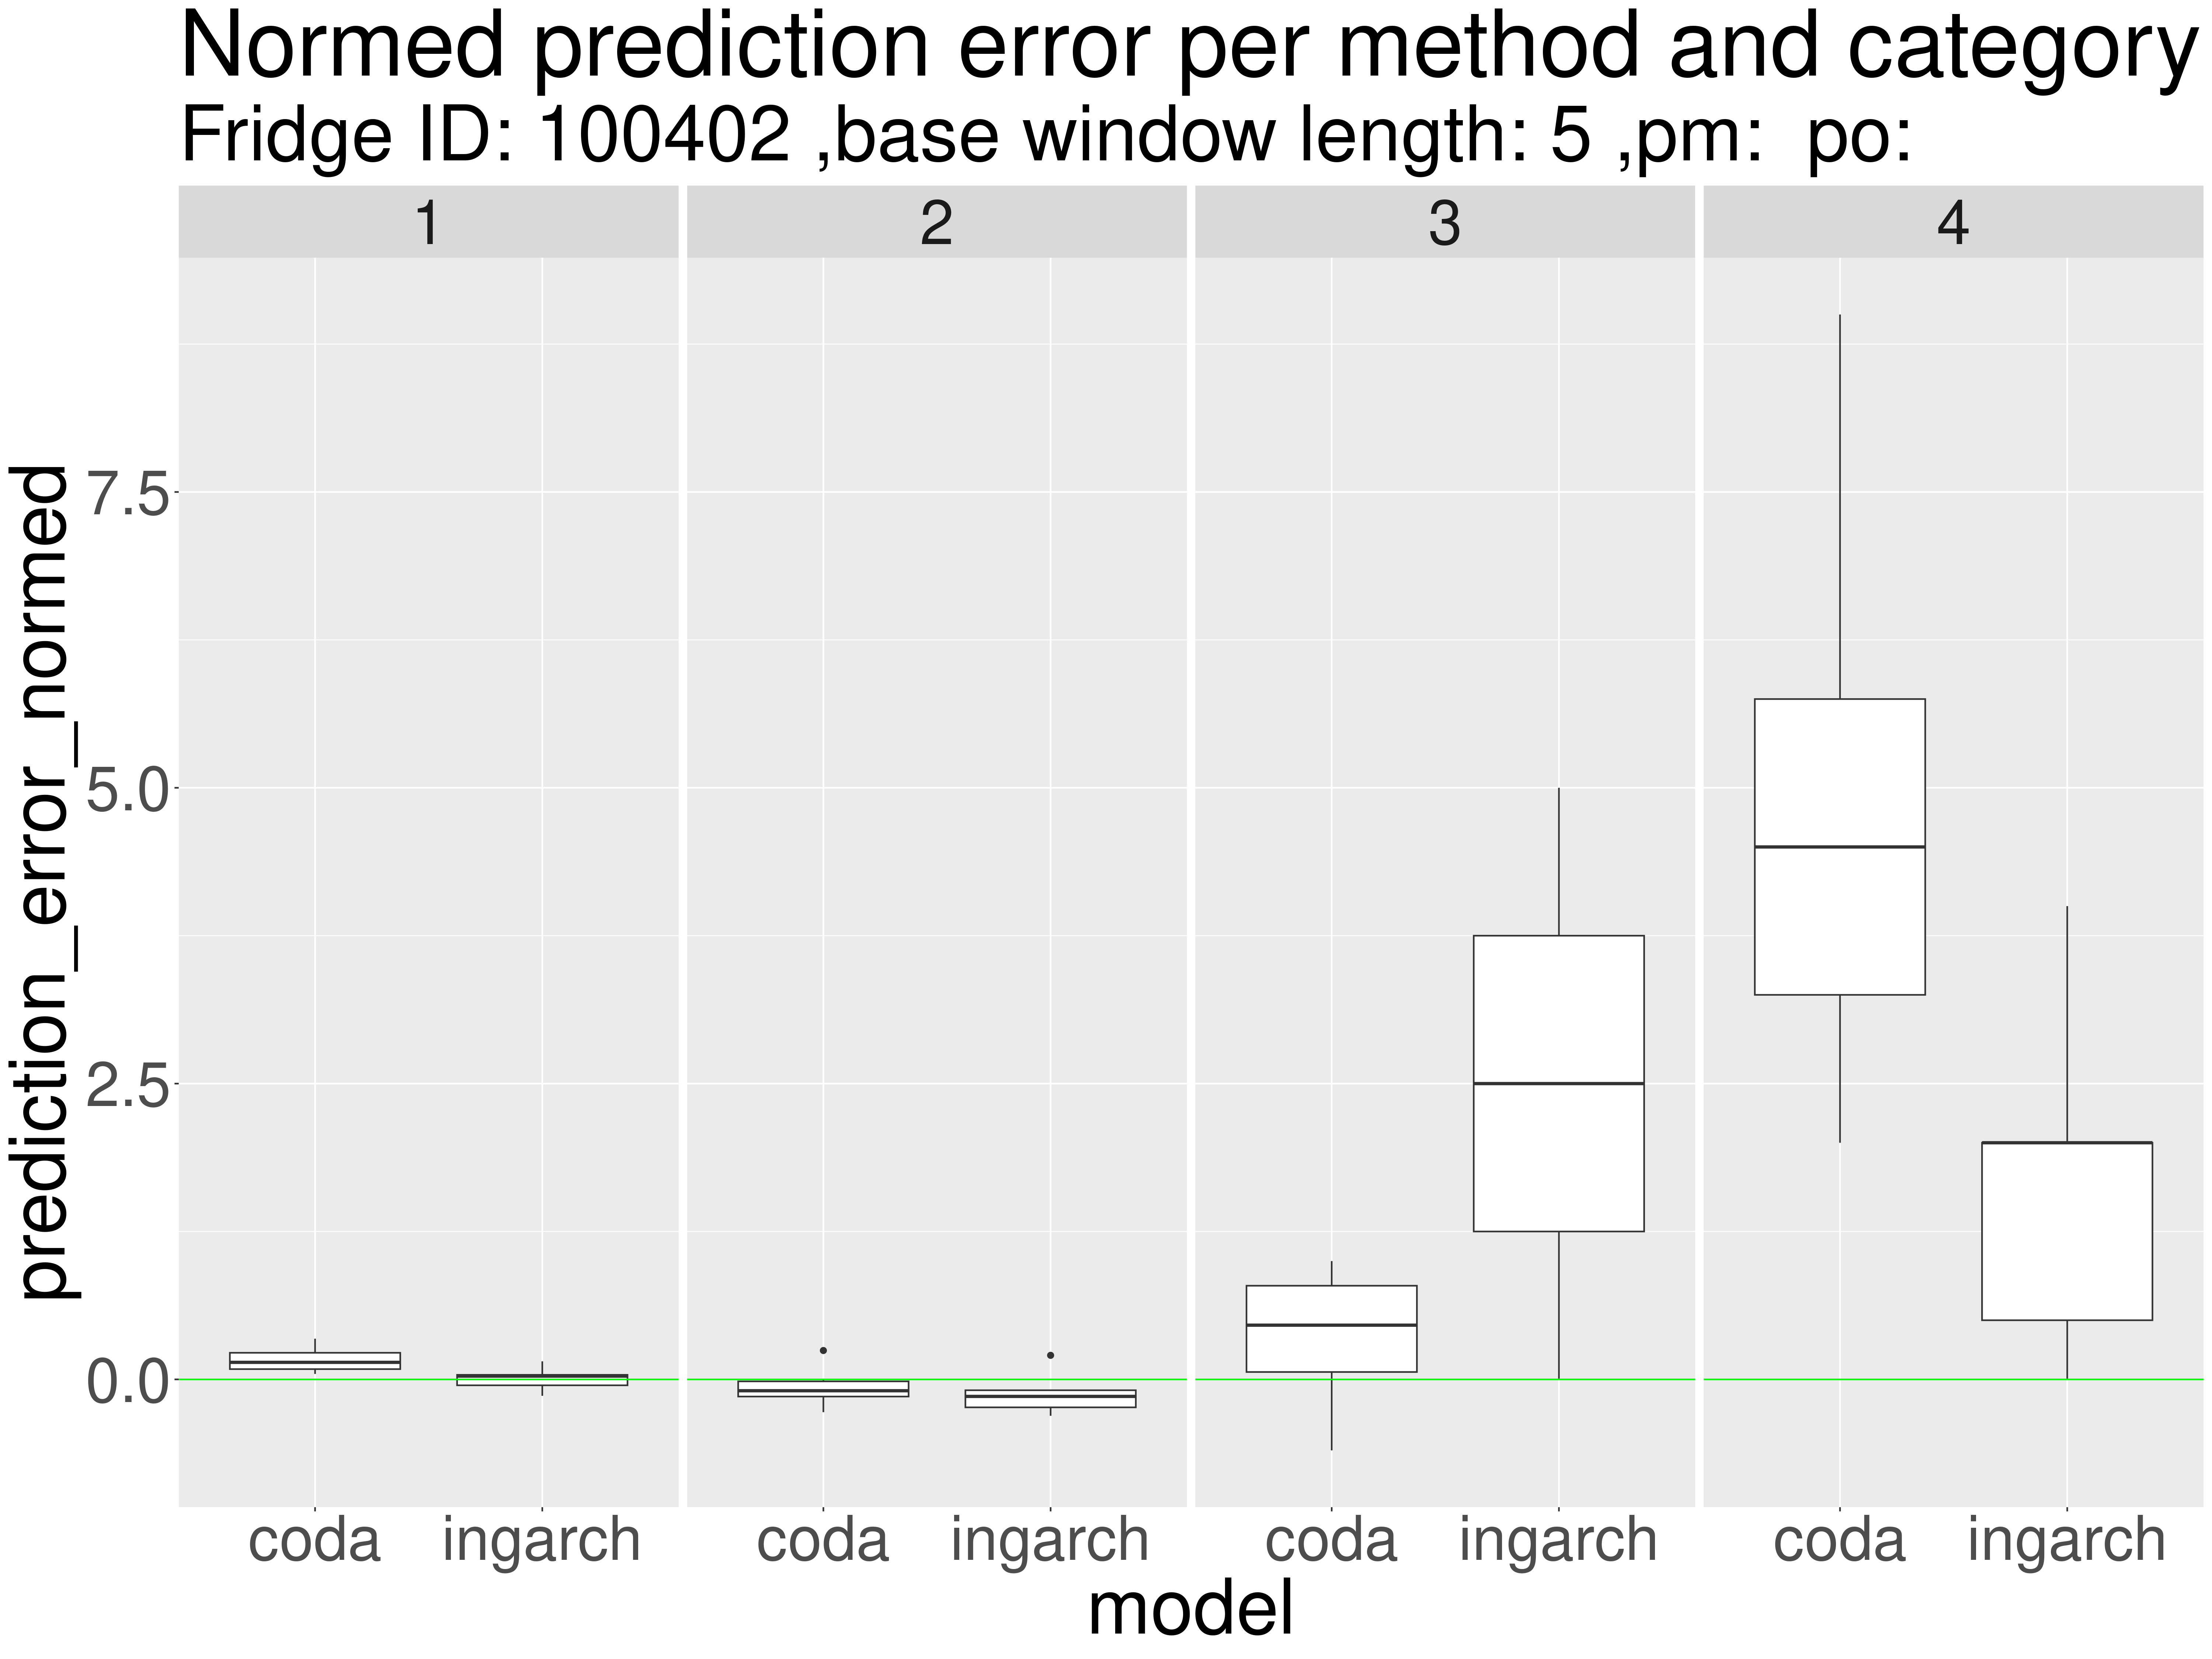 Normed prediction error per method and category
Fridge ID: 100402 ,base window length: 5 ,pm:  po:
1 2 3 4
prediction_error_normed
7.5
5.0
2.5
0.0
coda ingarch coda ingarch coda ingarch coda ingarch
model